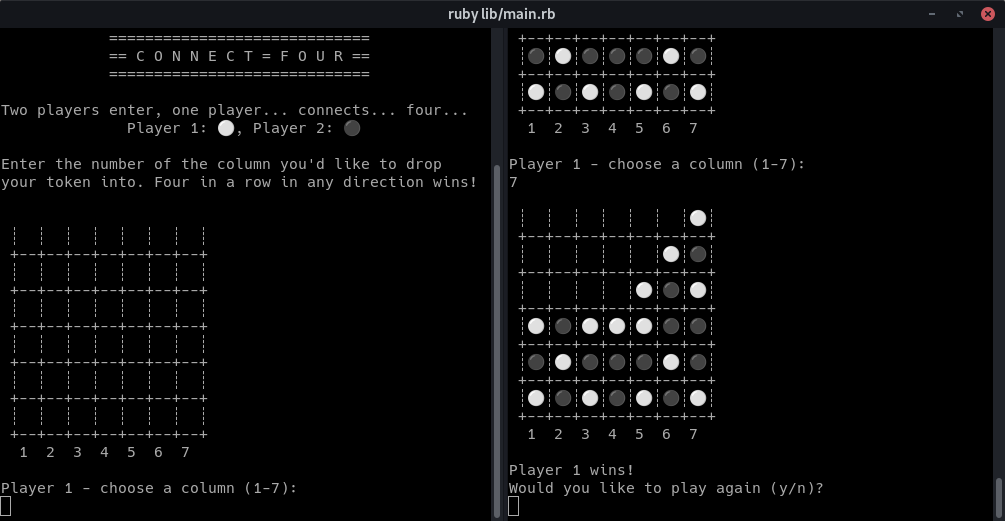 ruby lib/main.rb
=============================
== C O N N E C T = F O U R ==
=============================
Two players enter, one player... connects... four...
Player 1: ⚪, Player 2: ⚫
Enter the number of the column you'd like to drop
your token into. Four in a row in any direction wins!
1 2 3 4 5 6 7
Player 1 - choose a column (1-7):
1 2 3 4 5 6 7
Player 1 - choose a column (1-7):
7
1 2 3 4 5 6 7
Player 1 wins!
Would you like to play again (y/n)?